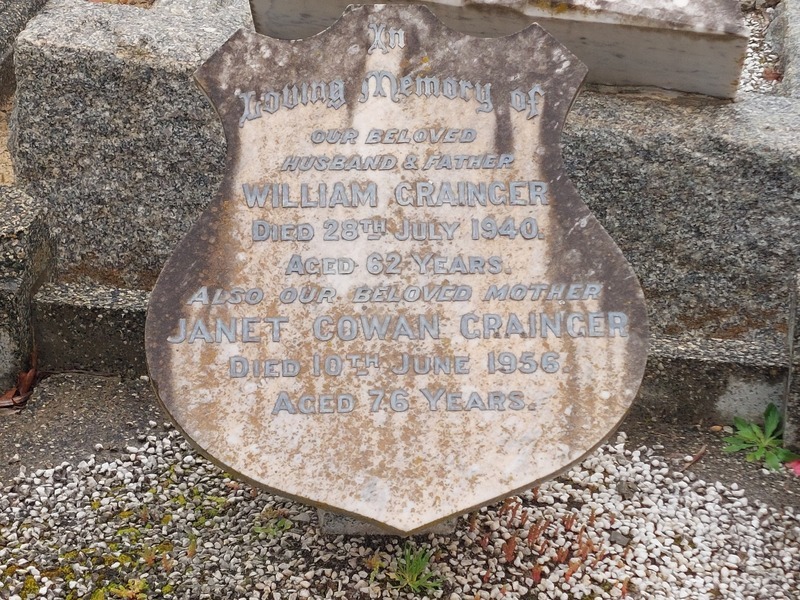 In
Loving Memory of
OUR BELOVED
HUSBAND & FATHER
WILLIAM GRAINGER
DIED 28TH JULY 1940.
AGED 62 YEARS.
ALSO OUR BELOVED MOTHER
JANET COWAN GRAINGER
DIED 10TH JUNE 1956.
AGED 76 YEARS.